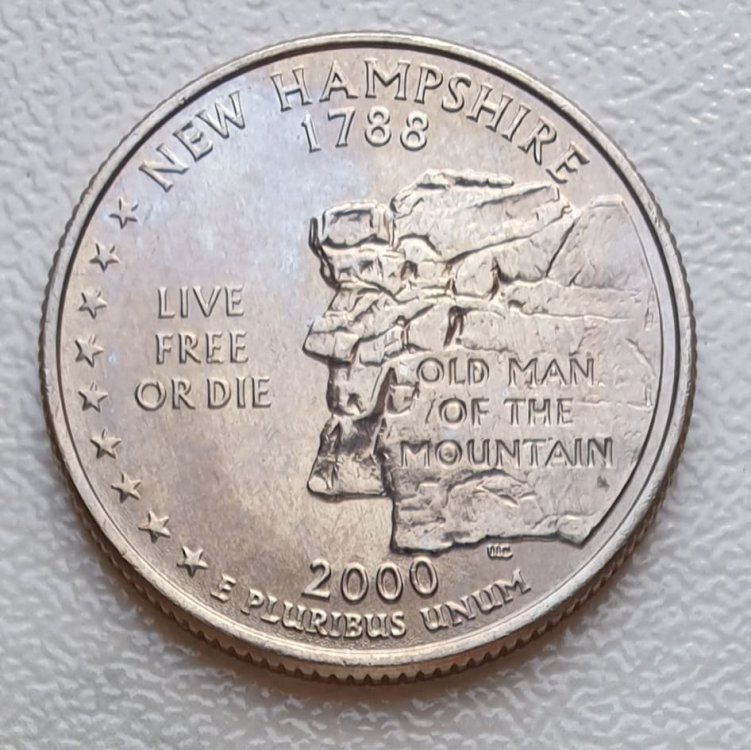 NEW HAMPSHIRE
1788
LIVE
FREE
OR DIE
OLD MAN
OF THE
MOUNTAIN
2000
E PLURIBUS UNUM